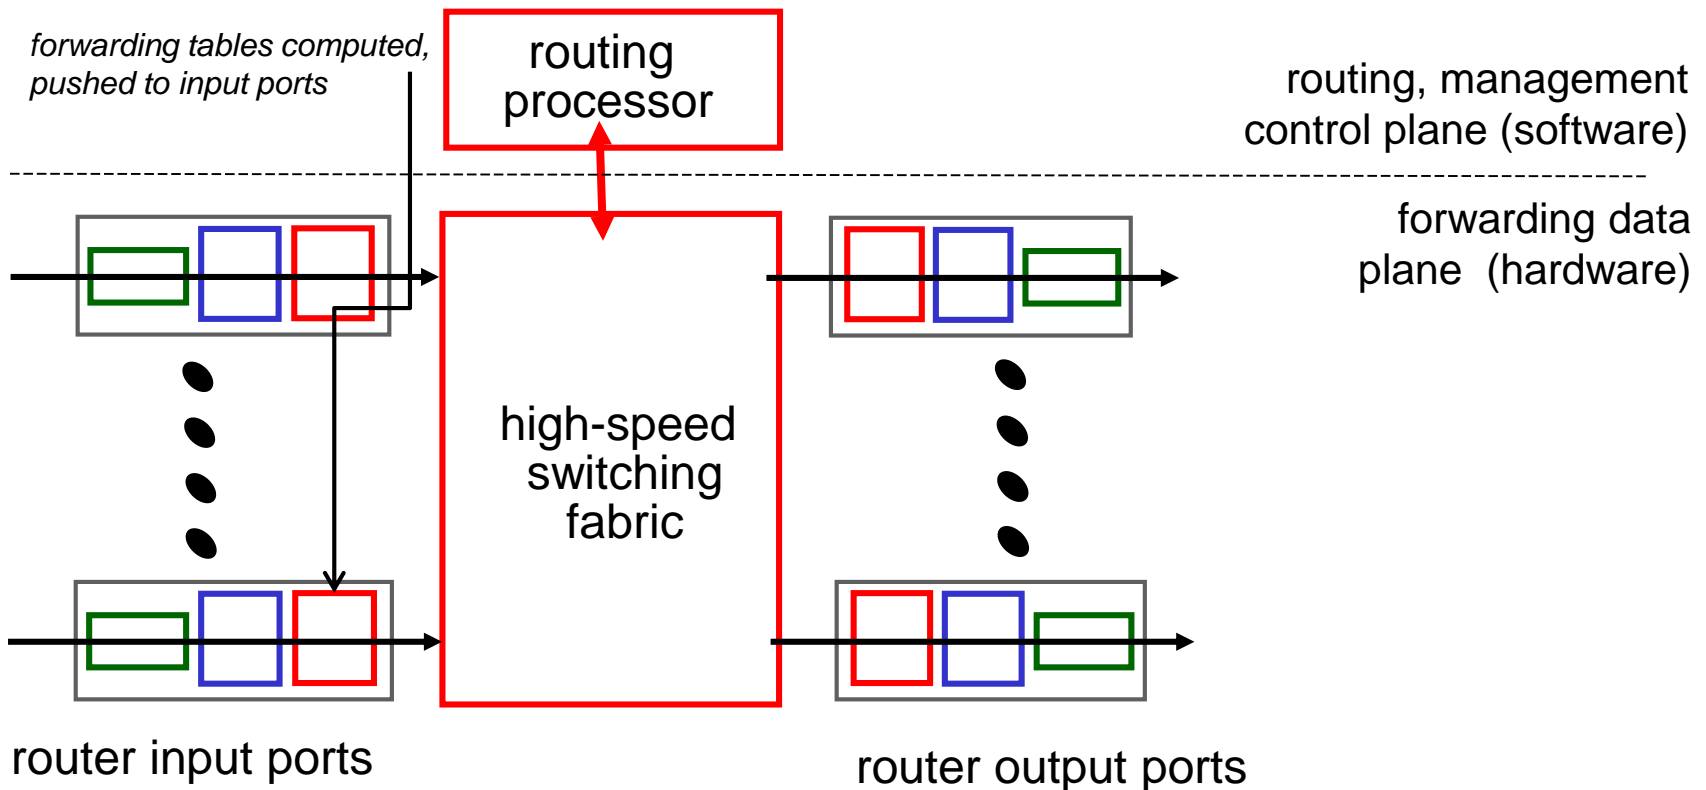 forwarding tables computed,
pushed to input ports
routing
processor
routing, management
control plane (software)
forwarding data
plane (hardware)
high-speed
switching
fabric
router input ports
router output ports